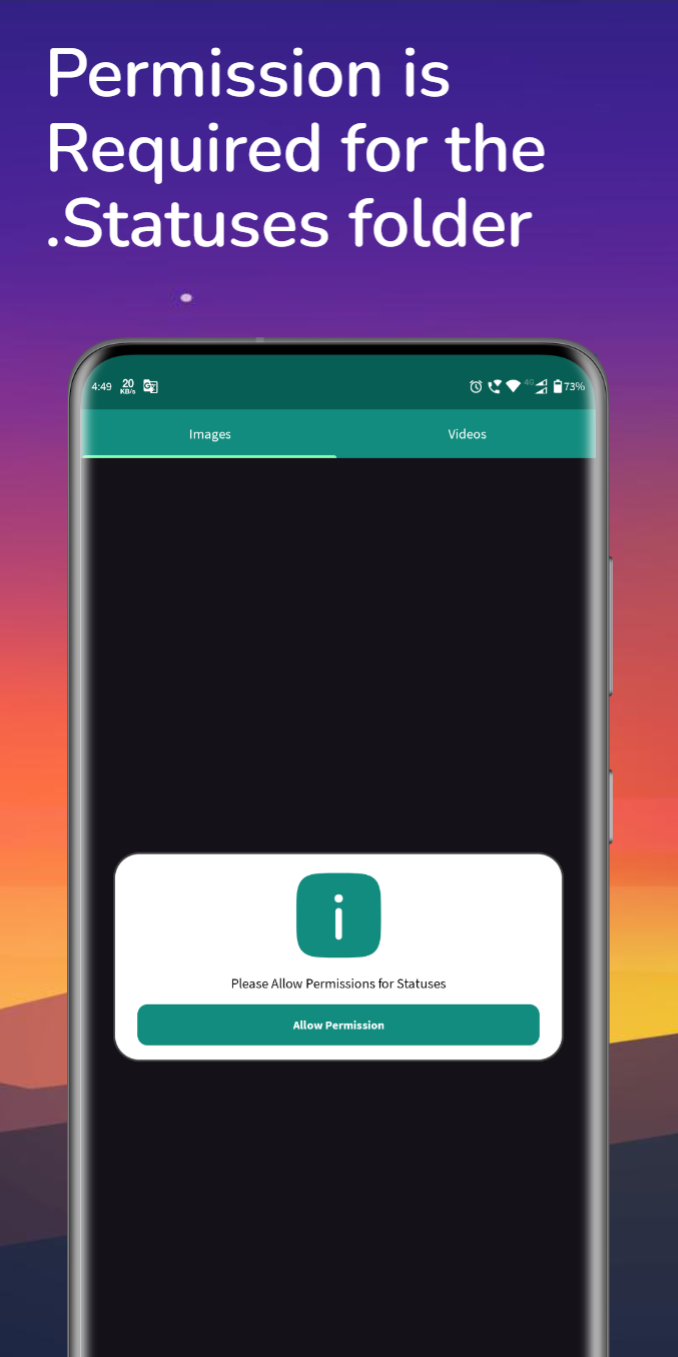 Permission is
Required for the
.Statuses folder
4:49 20 KB/s 4G 73%
Images Videos
i
Please Allow Permissions for Statuses
Allow Permission